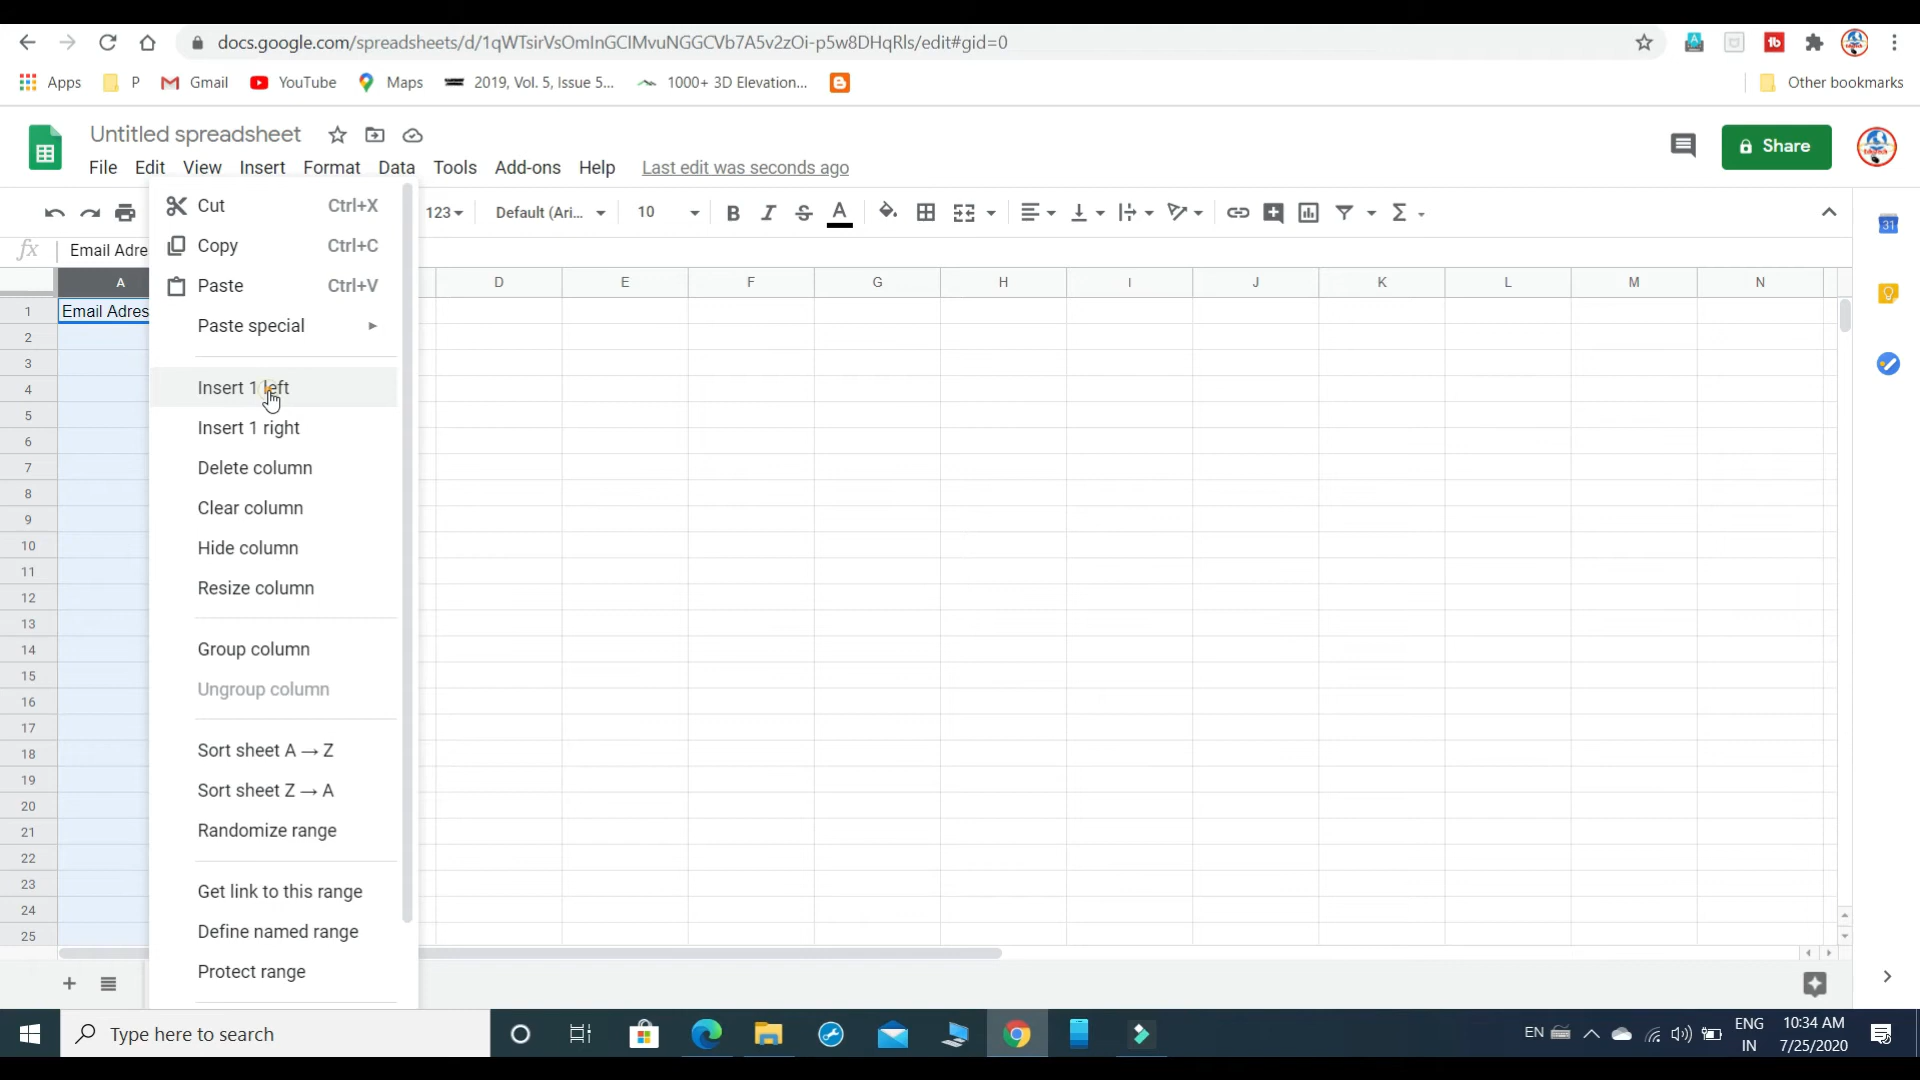 docs.google.com/spreadsheets/d/1qWTsirVsOmInGCIMvuNGGCVb7A5v2zOi-p5w8DHqRls/edit#gid=0
Apps P Gmail YouTube Maps 2019, Vol. 5, Issue 5... 1000+ 3D Elevation... Other bookmarks
Untitled spreadsheet
File Edit View Insert Format Data Tools Add-ons Help Last edit was seconds ago
Share
123 Default (Ari... 10 B I S A Σ
31
fx Email Adre
A D E F G H I J K L M N
1 Email Adres
2
3
4
5
6
7
8
9
10
11
12
13
14
15
16
17
18
19
20
21
22
23
24
25
Cut Ctrl+X
Copy Ctrl+C
Paste Ctrl+V
Paste special
Insert 1 left
Insert 1 right
Delete column
Clear column
Hide column
Resize column
Group column
Ungroup column
Sort sheet A → Z
Sort sheet Z → A
Randomize range
Get link to this range
Define named range
Protect range
Type here to search
EN
ENG
IN
10:34 AM
7/25/2020